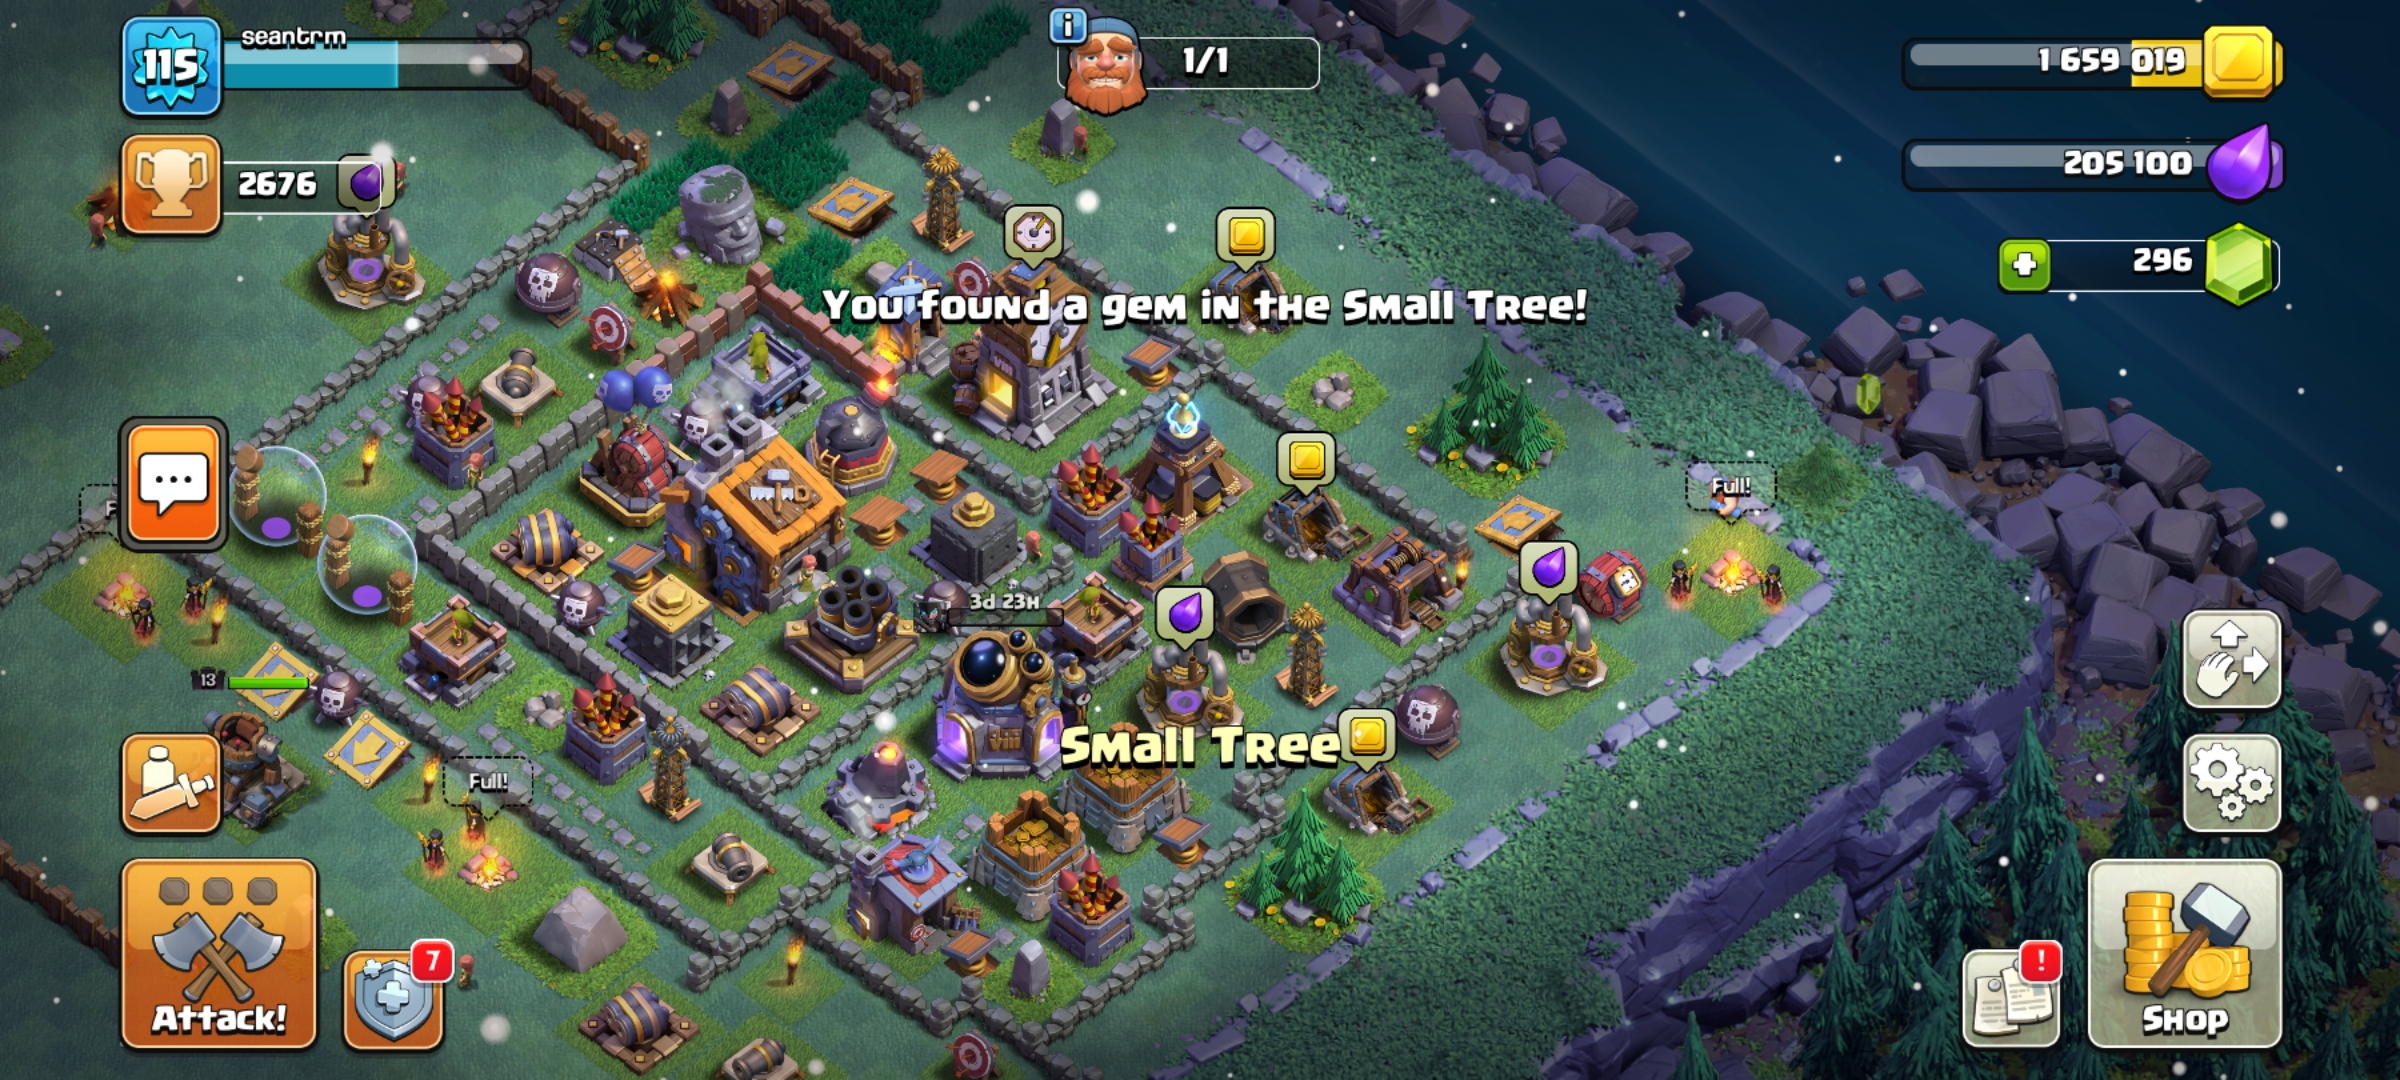 115
seantrm
i
1/1
1 659 019
2676
205 100
296
You found a gem in the Small Tree!
Full!
3d 23H
13
VIII
Small Tree
Full!
7
Attack!
!
Shop